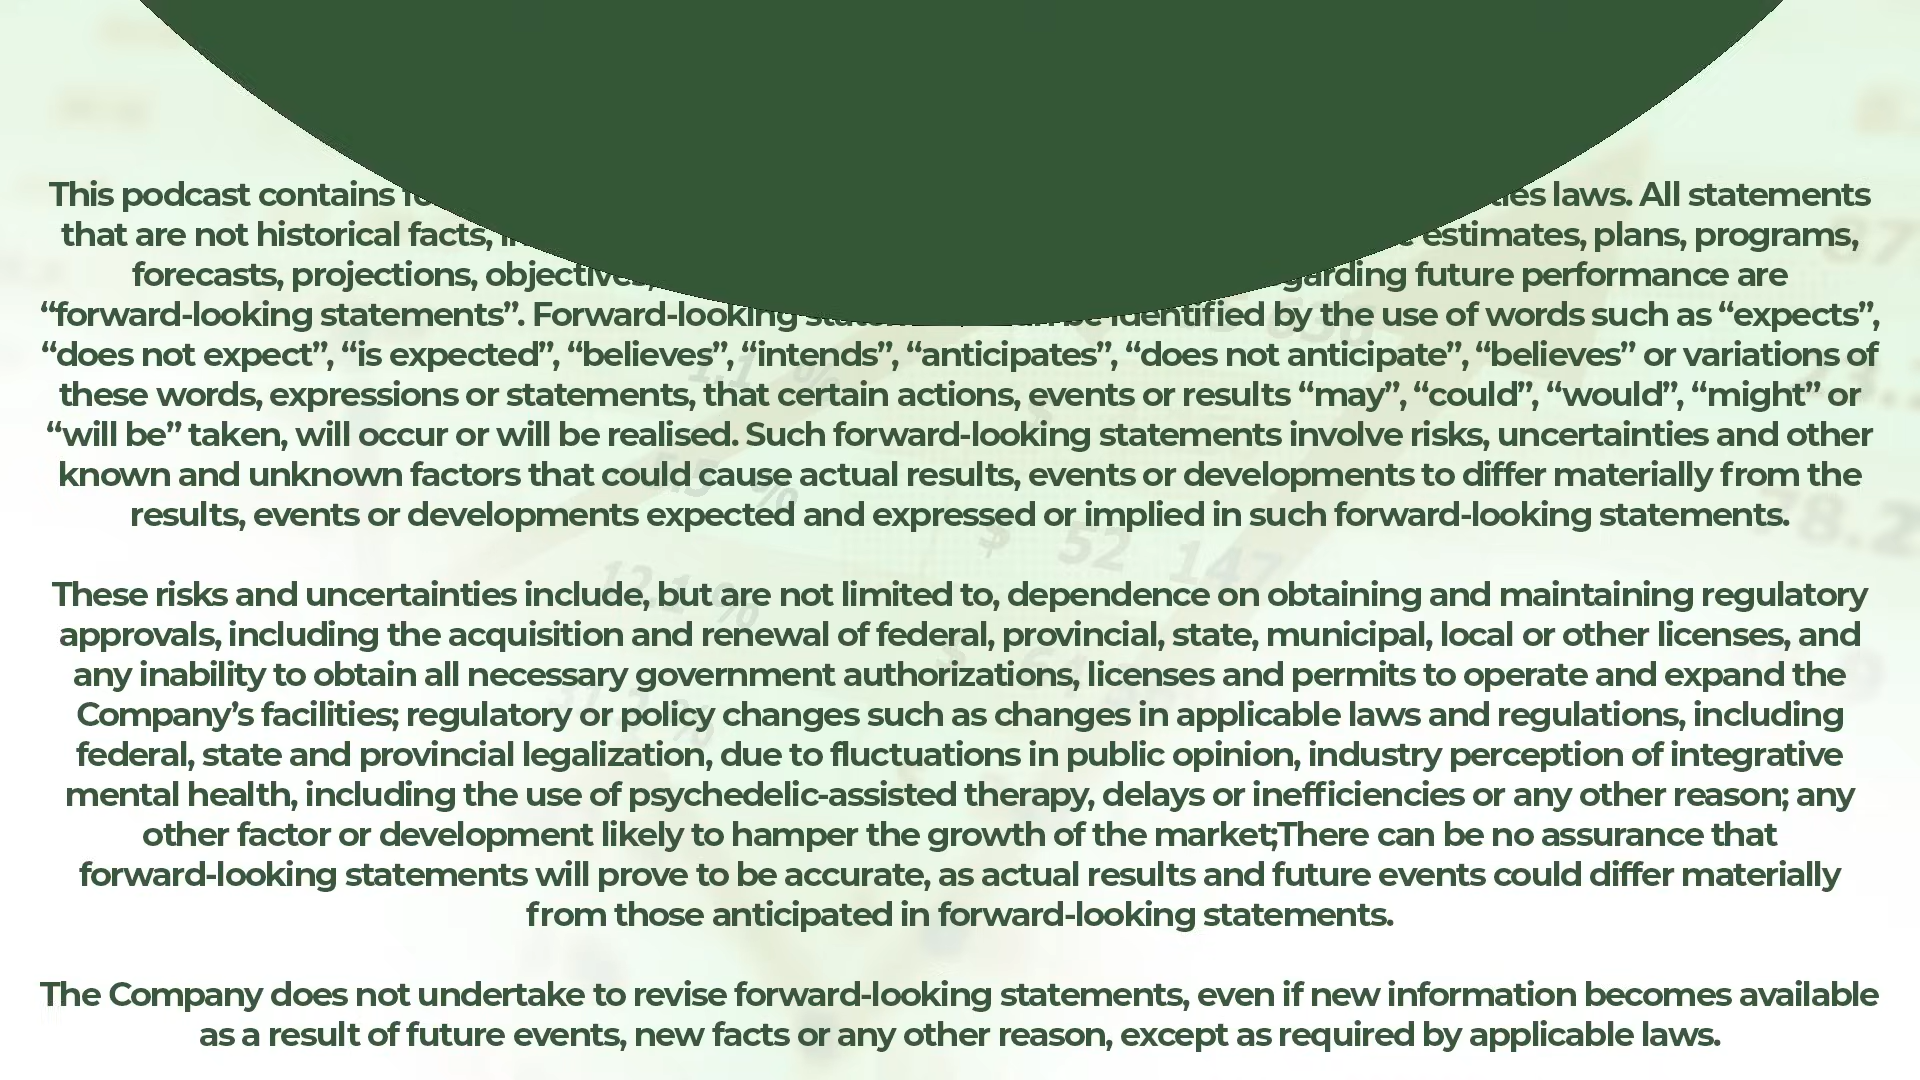 This podcast contains laws. All statements
that are not historical facts, estimates, plans, programs,
forecasts, projections, future performance are
“forward-looking statements”. Forward-looking identified by the use of words such as “expects”,
“does not expect”, “is expected”, “believes”, “intends”, “anticipates”, “does not anticipate”, “believes” or variations of
these words, expressions or statements, that certain actions, events or results “may”, “could”, “would”, “might” or
“will be” taken, will occur or will be realised. Such forward-looking statements involve risks, uncertainties and other
known and unknown factors that could cause actual results, events or developments to differ materially from the
results, events or developments expected and expressed or implied in such forward-looking statements.
These risks and uncertainties include, but are not limited to, dependence on obtaining and maintaining regulatory
approvals, including the acquisition and renewal of federal, provincial, state, municipal, local or other licenses, and
any inability to obtain all necessary government authorizations, licenses and permits to operate and expand the
Company’s facilities; regulatory or policy changes such as changes in applicable laws and regulations, including
federal, state and provincial legalization, due to fluctuations in public opinion, industry perception of integrative
mental health, including the use of psychedelic-assisted therapy, delays or inefficiencies or any other reason; any
other factor or development likely to hamper the growth of the market;There can be no assurance that
forward-looking statements will prove to be accurate, as actual results and future events could differ materially
from those anticipated in forward-looking statements.
The Company does not undertake to revise forward-looking statements, even if new information becomes available
as a result of future events, new facts or any other reason, except as required by applicable laws.